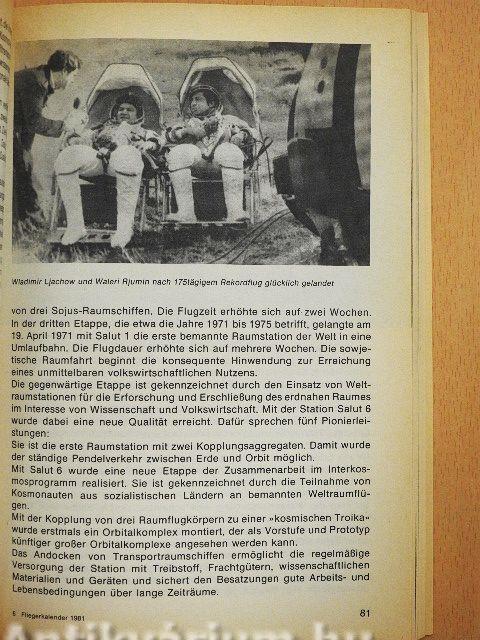 Wladimir Ljachow und Waleri Rjumin nach 175tägigem Rekordflug glücklich gelandet
von drei Sojus-Raumschiffen. Die Flugzeit erhöhte sich auf zwei Wochen.
In der dritten Etappe, die etwa die Jahre 1971 bis 1975 betrifft, gelangte am
19. April 1971 mit Salut 1 die erste bemannte Raumstation der Welt in eine
Umlaufbahn. Die Flugdauer erhöhte sich auf mehrere Wochen. Die sowje-
tische Raumfahrt beginnt die konsequente Hinwendung zur Erreichung
eines unmittelbaren volkswirtschaftlichen Nutzens.
Die gegenwärtige Etappe ist gekennzeichnet durch den Einsatz von Welt-
raumstationen für die Erforschung und Erschließung des erdnahen Raumes
im Interesse von Wissenschaft und Volkswirtschaft. Mit der Station Salut 6
wurde dabei eine neue Qualität erreicht. Dafür sprechen fünf Pionierlei-
stungen:
Sie ist die erste Raumstation mit zwei Kopplungsaggregaten. Damit wurde
der ständige Pendelverkehr zwischen Erde und Orbit möglich.
Mit Salut 6 wurde eine neue Etappe der Zusammenarbeit im Interkos-
mosprogramm realisiert. Sie ist gekennzeichnet durch die Teilnahme von
Kosmonauten aus sozialistischen Ländern an bemannten Weltraumflü-
gen.
Mit der Kopplung von drei Raumflugkörpern zu einer »kosmischen Troika«
wurde erstmals ein Orbitalkomplex montiert, der als Vorstufe und Prototyp
künftiger großer Orbitalkomplexe angesehen werden kann.
Das Andocken von Transportraumschiffen ermöglicht die regelmäßige
Versorgung der Station mit Treibstoff, Frachtgütern, wissenschaftlichen
Materialien und Geräten und sichert den Besatzungen gute Arbeits- und
Lebensbedingungen über lange Zeiträume.
6 Fliegerkalender 1981
81